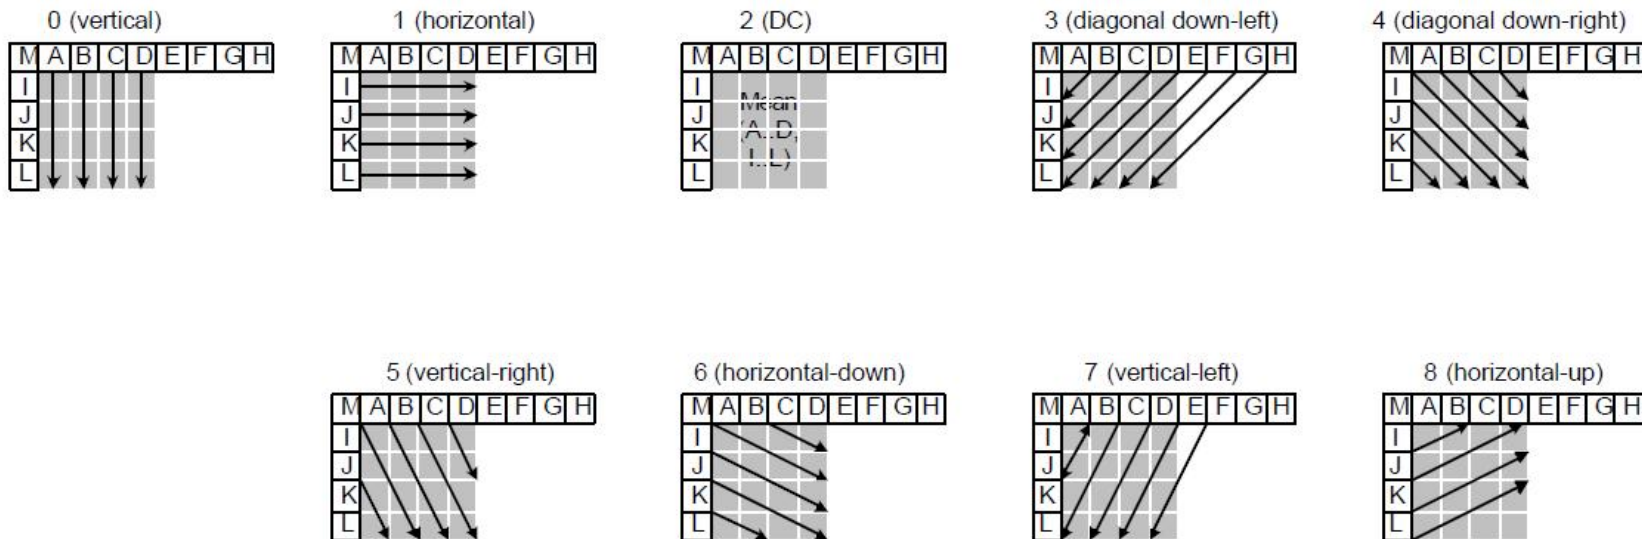 0 (vertical)
M A B C D E F G H
I
J
K
L
1 (horizontal)
M A B C D E F G H
I
J
K
L
2 (DC)
M A B C D E F G H
I
J
K
L
Mean
(A..D,
I..L)
3 (diagonal down-left)
M A B C D E F G H
I
J
K
L
4 (diagonal down-right)
M A B C D E F G H
I
J
K
L
5 (vertical-right)
M A B C D E F G H
I
J
K
L
6 (horizontal-down)
M A B C D E F G H
I
J
K
L
7 (vertical-left)
M A B C D E F G H
I
J
K
L
8 (horizontal-up)
M A B C D E F G H
I
J
K
L